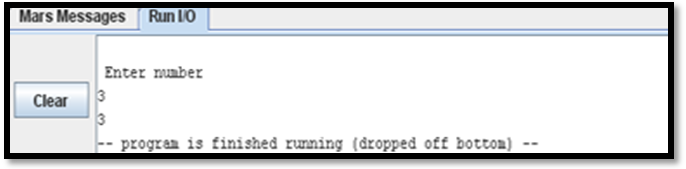 Mars Messages Run I/O
Enter number
Clear
3
3
-- program is finished running (dropped off bottom) --